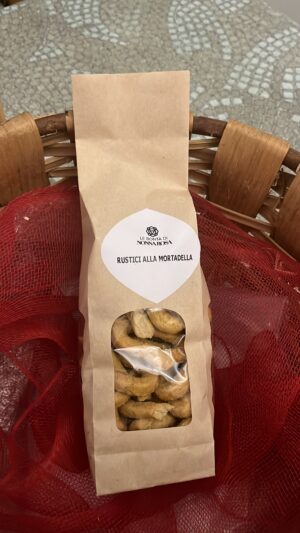 LE BONTÀ DI
NONNA ROSA
RUSTICI ALLA MORTADELLA